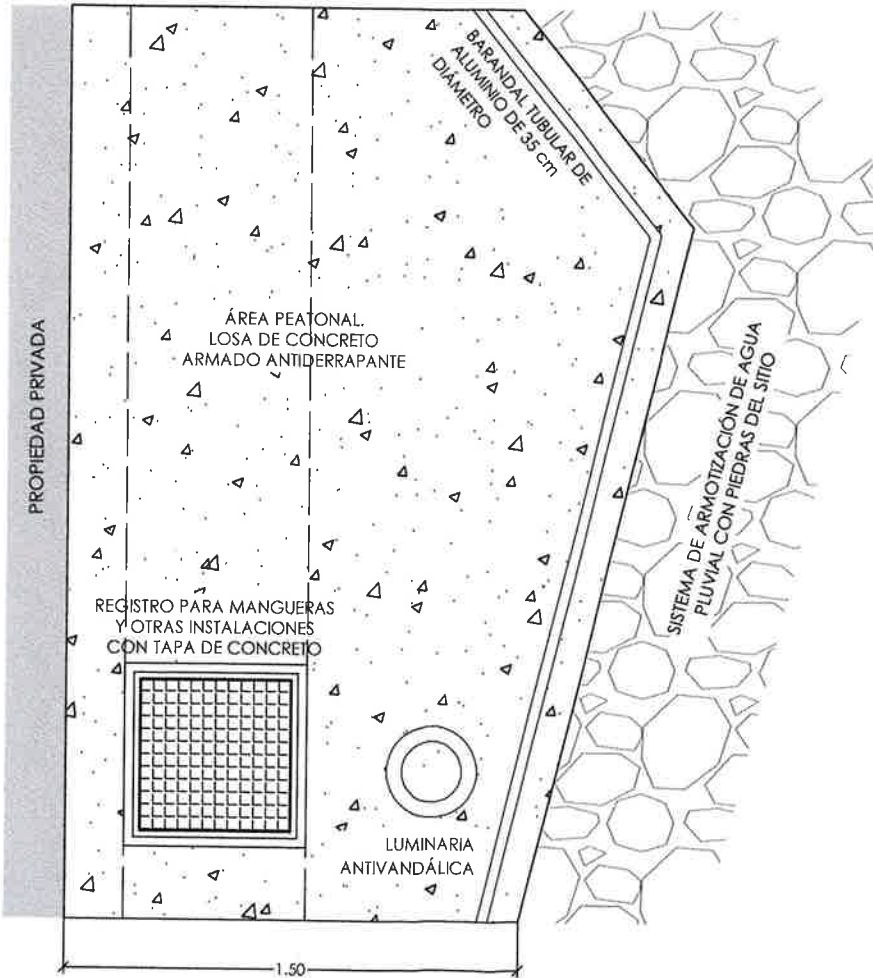 BARANDAL TUBULAR DE
ALUMINIO DE 35 cm
DIÁMETRO
PROPIEDAD PRIVADA
ÁREA PEATONAL.
LOSA DE CONCRETO
ARMADO ANTIDERRAPANTE
SISTEMA DE ARMOTIZACIÓN DE AGUA
PLUVIAL CON PIEDRAS DEL SITIO
REGISTRO PARA MANGUERAS
Y OTRAS INSTALACIONES
CON TAPA DE CONCRETO
LUMINARIA
ANTIVANDÁLICA
1.50